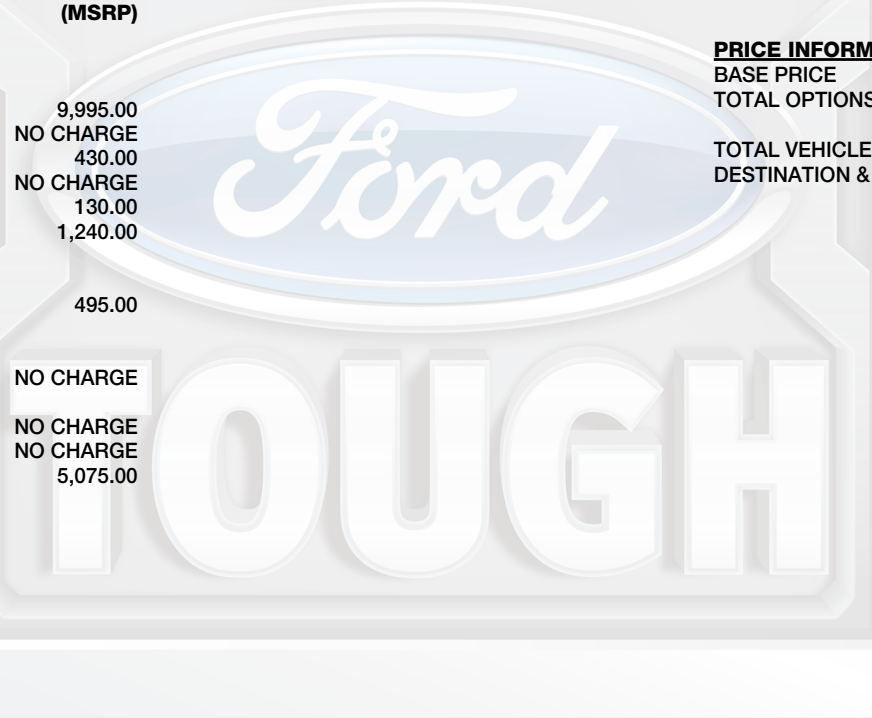 (MSRP)
9,995.00
NO CHARGE
430.00
NO CHARGE
130.00
1,240.00
495.00
NO CHARGE
NO CHARGE
NO CHARGE
5,075.00
PRICE INFORM
BASE PRICE
TOTAL OPTIONS
TOTAL VEHICLE
DESTINATION &
Ford
TOUGH